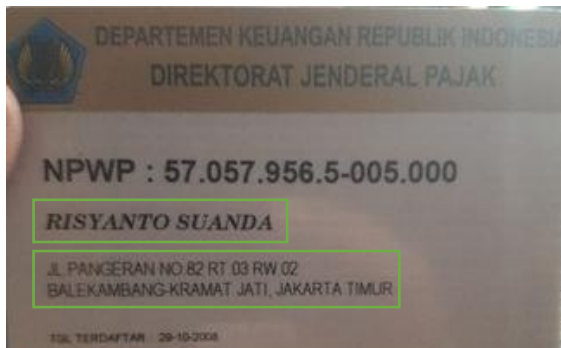 DEPARTEMEN KEUANGAN REPUBLIK INDONESIA
DIREKTORAT JENDERAL PAJAK
NPWP : 57.057.956.5-005.000
RISYANTO SUANDA
JL PANGERAN NO 82 RT 03 RW 02
BALEKAMBANG-KRAMAT JATI, JAKARTA TIMUR
TGL TERDAFTAR : 29-10-2008